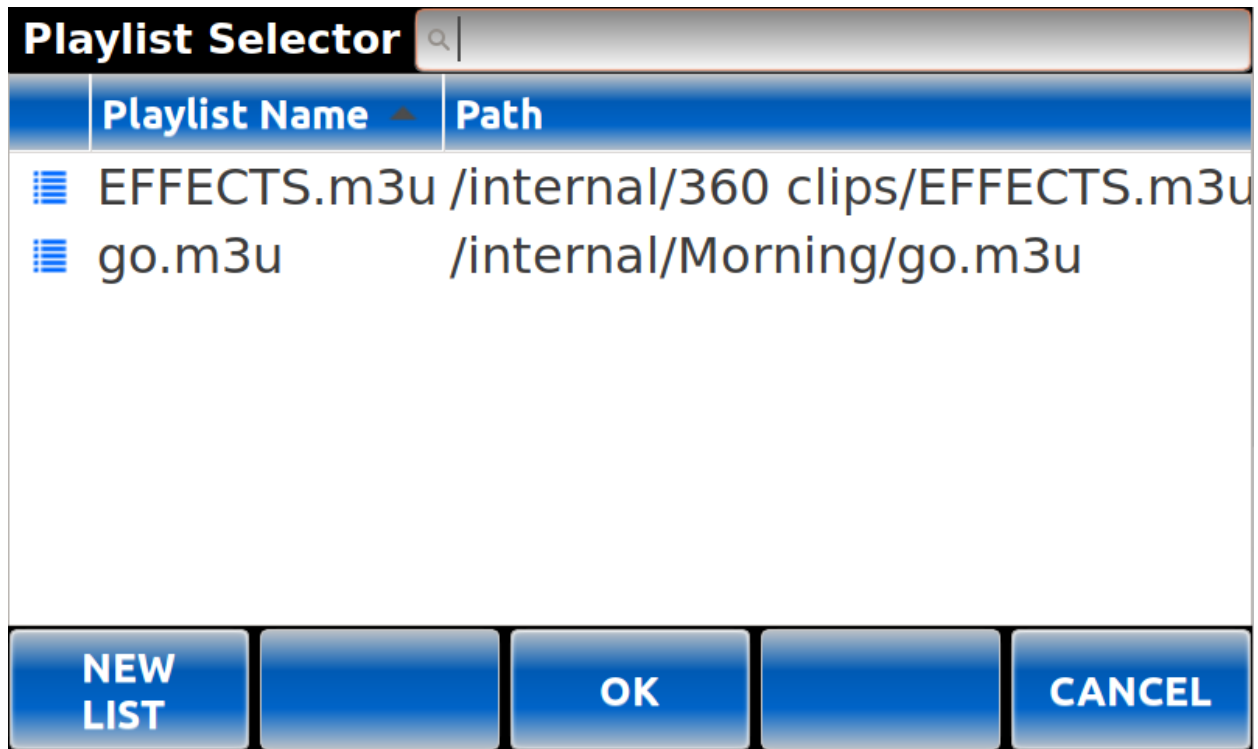 Playlist Selector
Playlist Name Path
EFFECTS.m3u /internal/360 clips/EFFECTS.m3u
go.m3u /internal/Morning/go.m3u
NEW
LIST
OK
CANCEL